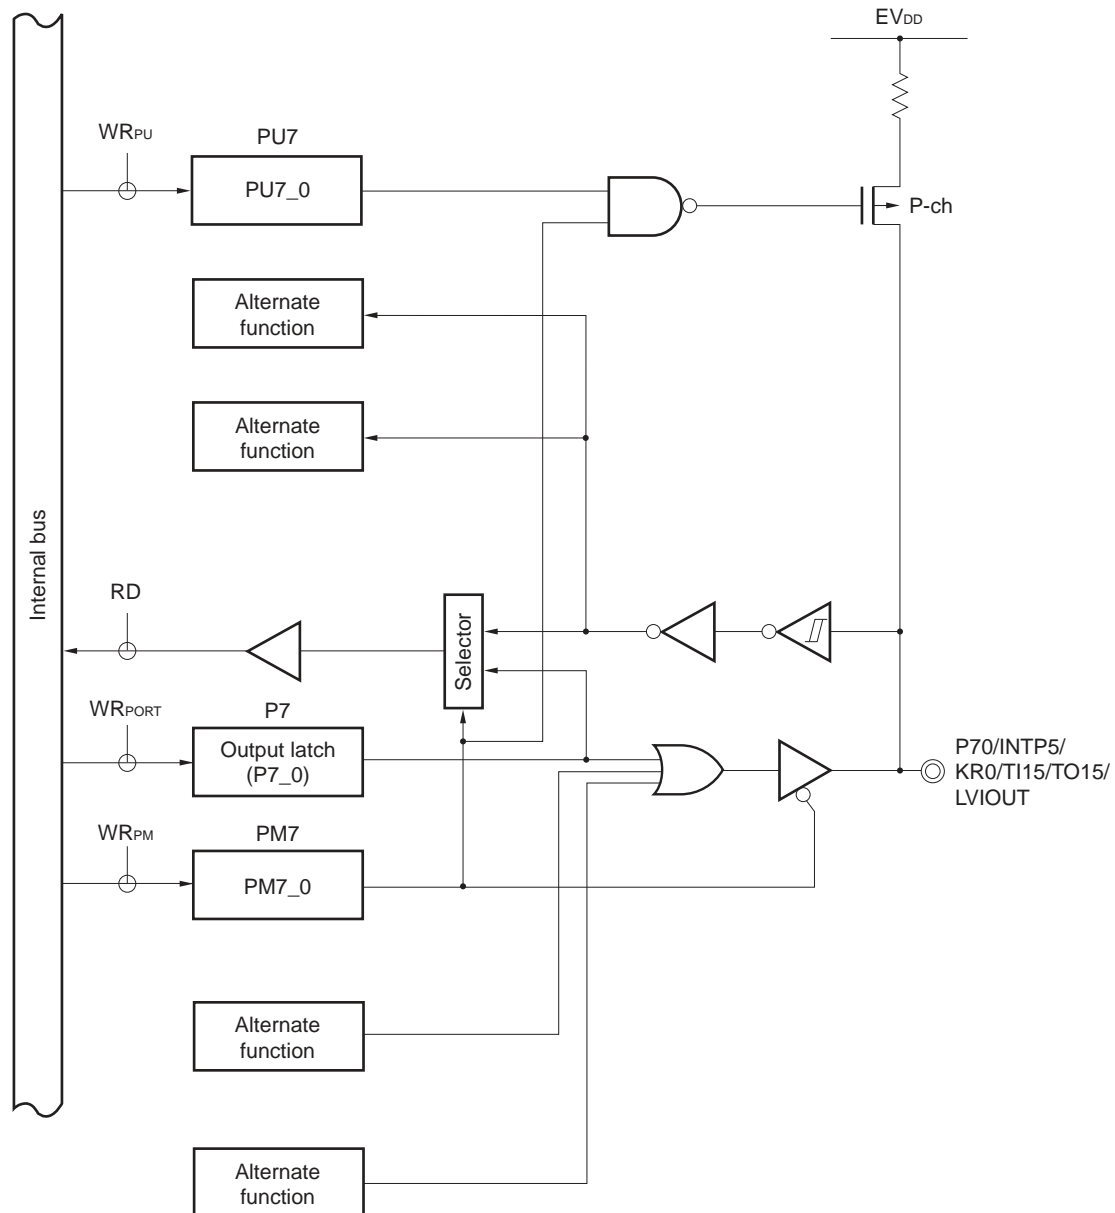 EVDD
WRPU
PU7
PU7_0
P-ch
Alternate
function
Alternate
function
Internal bus
RD
Selector
WRPORT
P7
Output latch
(P7_0)
P70/INTP5/
KR0/TI15/TO15/
LVIOUT
WRPM
PM7
PM7_0
Alternate
function
Alternate
function